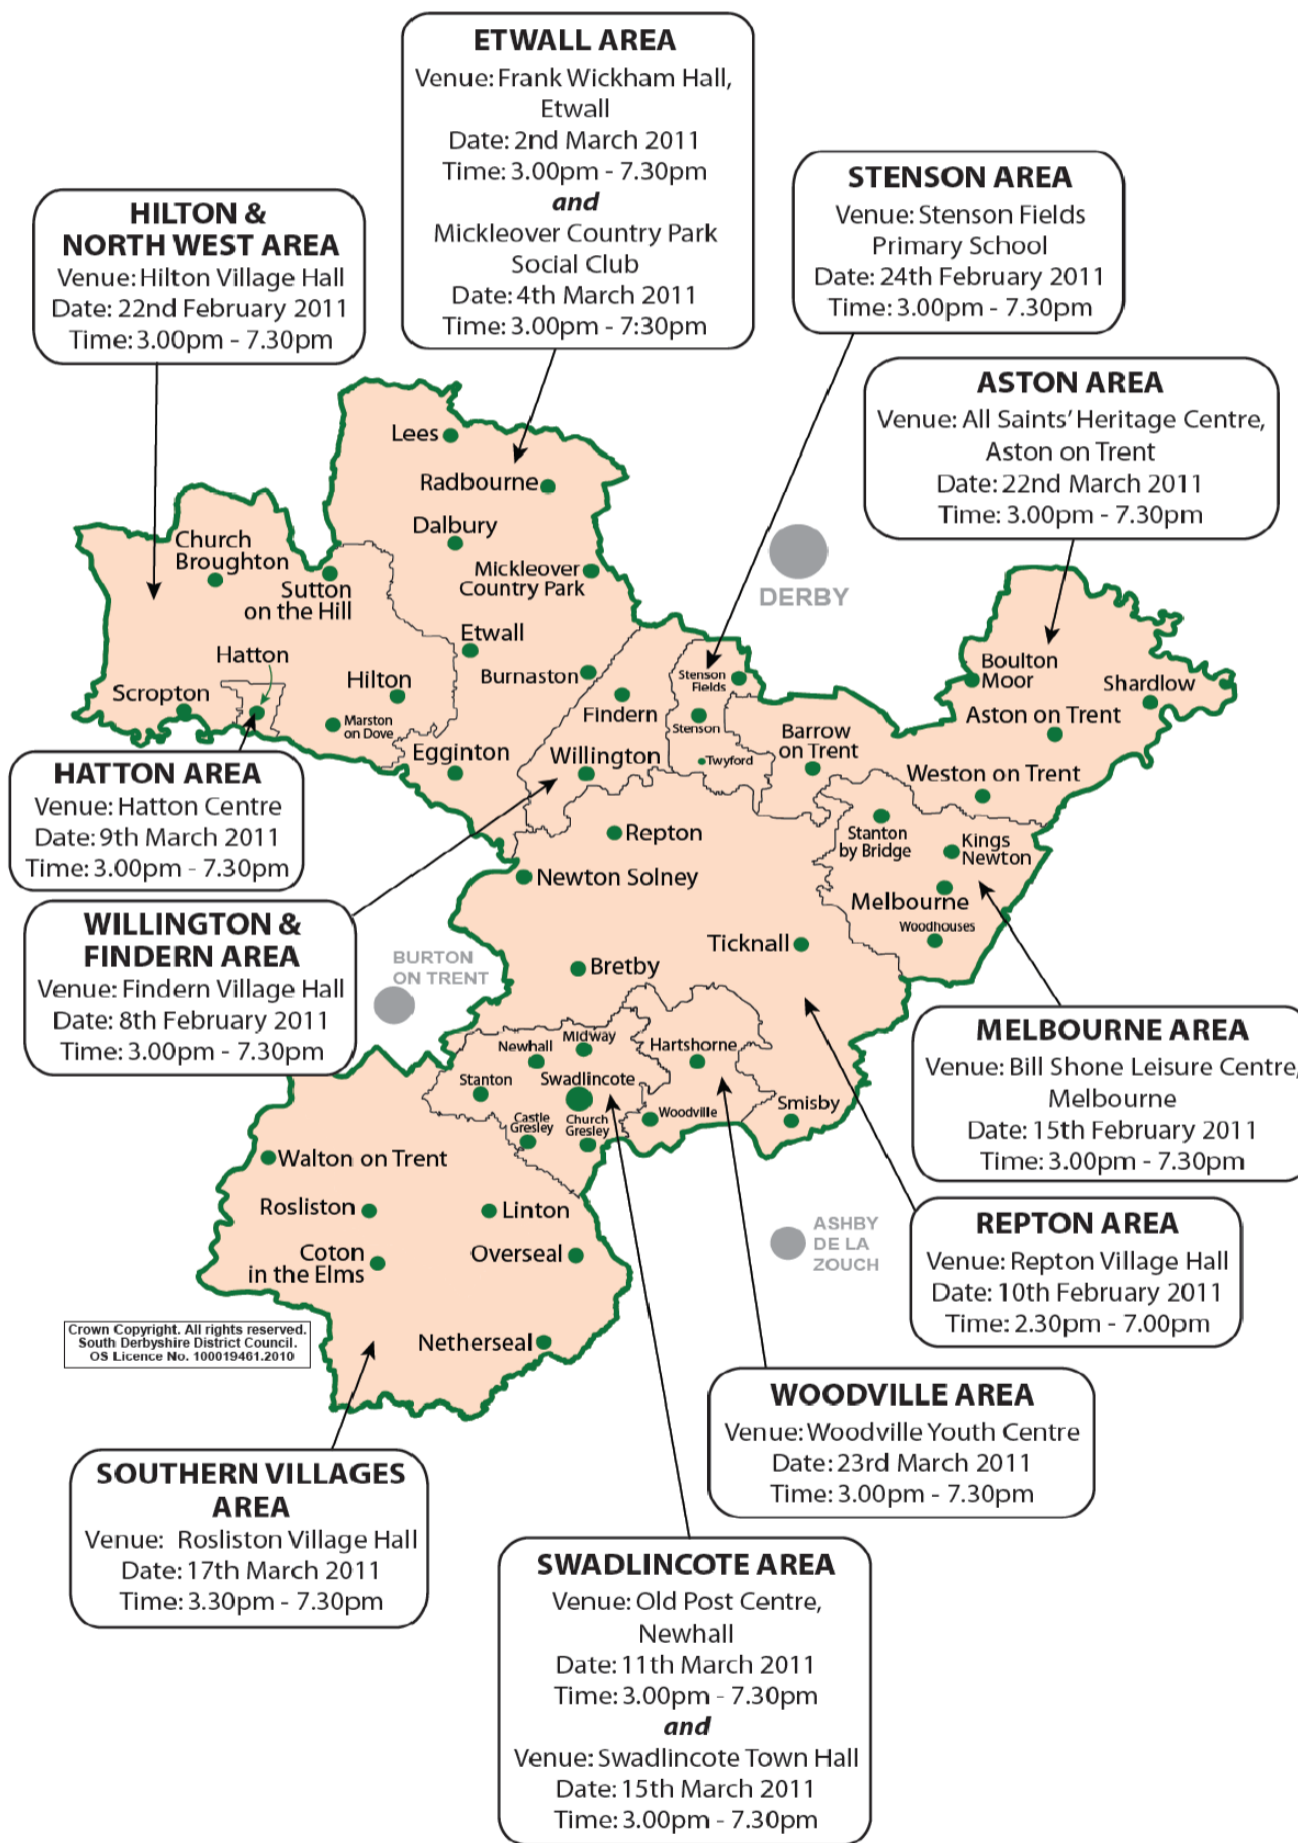 ETWALL AREA
Venue: Frank Wickham Hall,
Etwall
Date: 2nd March 2011
Time: 3.00pm - 7.30pm
and
Mickleover Country Park
Social Club
Date: 4th March 2011
Time: 3.00pm - 7:30pm
STENSON AREA
Venue: Stenson Fields
Primary School
Date: 24th February 2011
Time: 3.00pm - 7.30pm
HILTON &
NORTH WEST AREA
Venue: Hilton Village Hall
Date: 22nd February 2011
Time: 3.00pm - 7.30pm
ASTON AREA
Venue: All Saints' Heritage Centre,
Aston on Trent
Date: 22nd March 2011
Time: 3.00pm - 7.30pm
Lees
Radbourne
Dalbury
Mickleover
Country Park
Church
Broughton
Sutton
on the Hill
DERBY
Etwall
Burnaston
Hatton
Hilton
Scropton
Marston
on Dove
Egginton
Findern
Willington
Stenson
Fields
Stenson
Twyford
Barrow
on Trent
Boulton
Moor
Shardlow
Aston on Trent
Weston on Trent
HATTON AREA
Venue: Hatton Centre
Date: 9th March 2011
Time: 3.00pm - 7.30pm
Repton
Newton Solney
Stanton
by Bridge
Kings
Newton
Melbourne
Woodhouses
Ticknall
Bretby
WILLINGTON &
FINDERN AREA
Venue: Findern Village Hall
Date: 8th February 2011
Time: 3.00pm - 7.30pm
BURTON
ON TRENT
MELBOURNE AREA
Venue: Bill Shone Leisure Centre,
Melbourne
Date: 15th February 2011
Time: 3.00pm - 7.30pm
Newhall
Midway
Hartshorne
Stanton
Swadlincote
Castle
Gresley
Church
Gresley
Woodville
Smisby
Walton on Trent
Rosliston
Linton
Coton
in the Elms
Overseal
Netherseal
ASHBY
DE LA
ZOUCH
REPTON AREA
Venue: Repton Village Hall
Date: 10th February 2011
Time: 2.30pm - 7.00pm
Crown Copyright. All rights reserved.
South Derbyshire District Council.
OS Licence No. 100019461.2010
WOODVILLE AREA
Venue: Woodville Youth Centre
Date: 23rd March 2011
Time: 3.00pm - 7.30pm
SOUTHERN VILLAGES
AREA
Venue: Rosliston Village Hall
Date: 17th March 2011
Time: 3.30pm - 7.30pm
SWADLINCOTE AREA
Venue: Old Post Centre,
Newhall
Date: 11th March 2011
Time: 3.00pm - 7.30pm
and
Venue: Swadlincote Town Hall
Date: 15th March 2011
Time: 3.00pm - 7.30pm